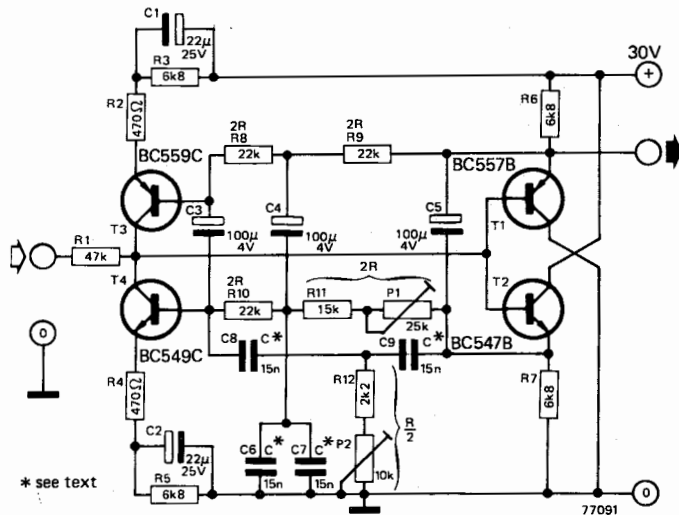 C1
22µ
25V
R3
6k8
30V
+
R2
470Ω
R6
6k8
2R
R8
22k
2R
R9
22k
BC559C
BC557B
C3
C4
C5
T3
T1
100µ
4V
100µ
4V
100µ
4V
R1
47k
2R
T4
R10
22k
R11
15k
P1
25k
T2
2R
BC549C
C8
C*
15n
C9
C*
15n
BC547B
R4
470Ω
R12
2k2
R7
6k8
0
R/2
C2
22µ
25V
C6
C*
15n
C7
C*
15n
P2
10k
* see text
R5
6k8
0
77091